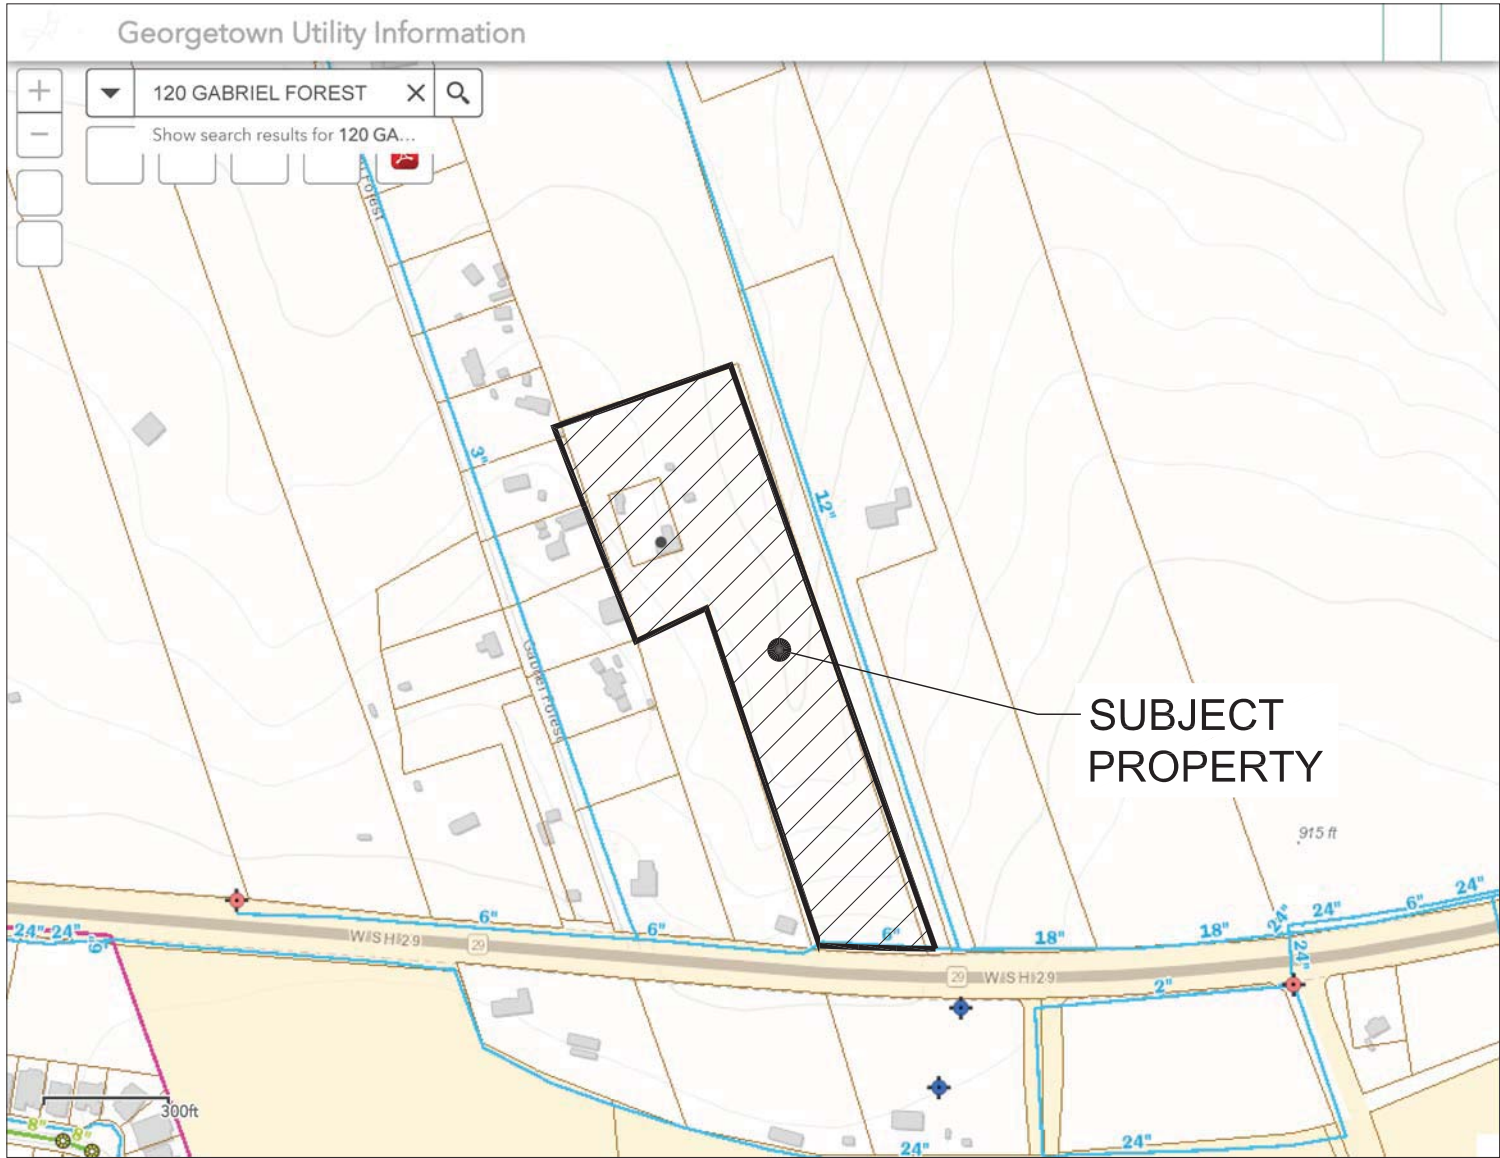 Georgetown Utility Information
120 GABRIEL FOREST
Show search results for 120 GA...
Forest
3"
12"
Gabriel Forest
SUBJECT
PROPERTY
915 ft
24"
6"
24"
24"
18"
18"
6"
6"
6"
24"
24" 24"
6"
W SH 29
29
29
W SH 29
2"
300ft
8"
8"
24"
24"